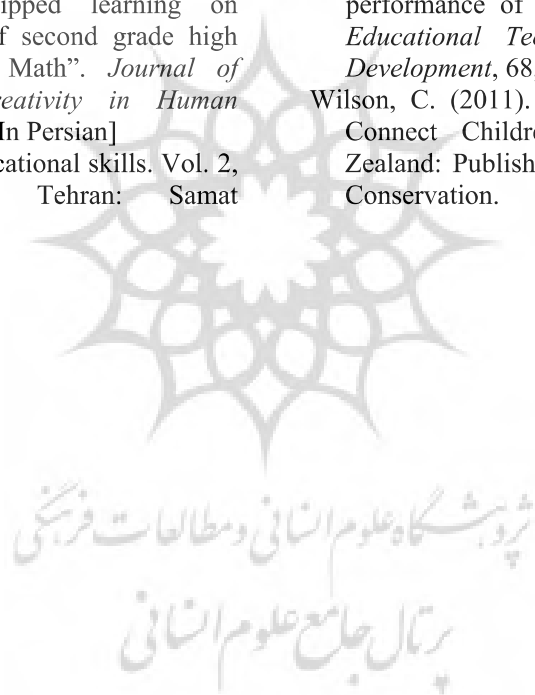 ipped learning on
f second grade high
Math”. Journal of
reativity in Human
In Persian]
cational skills. Vol. 2,
Tehran: Samat
performance of
Educational Tec
Development, 68,
Wilson, C. (2011).
Connect Childre
Zealand: Publish
Conservation.
پژوهشگاه علوم انسانی و مطالعات فرهنگی
پرتال جامع علوم انسانی